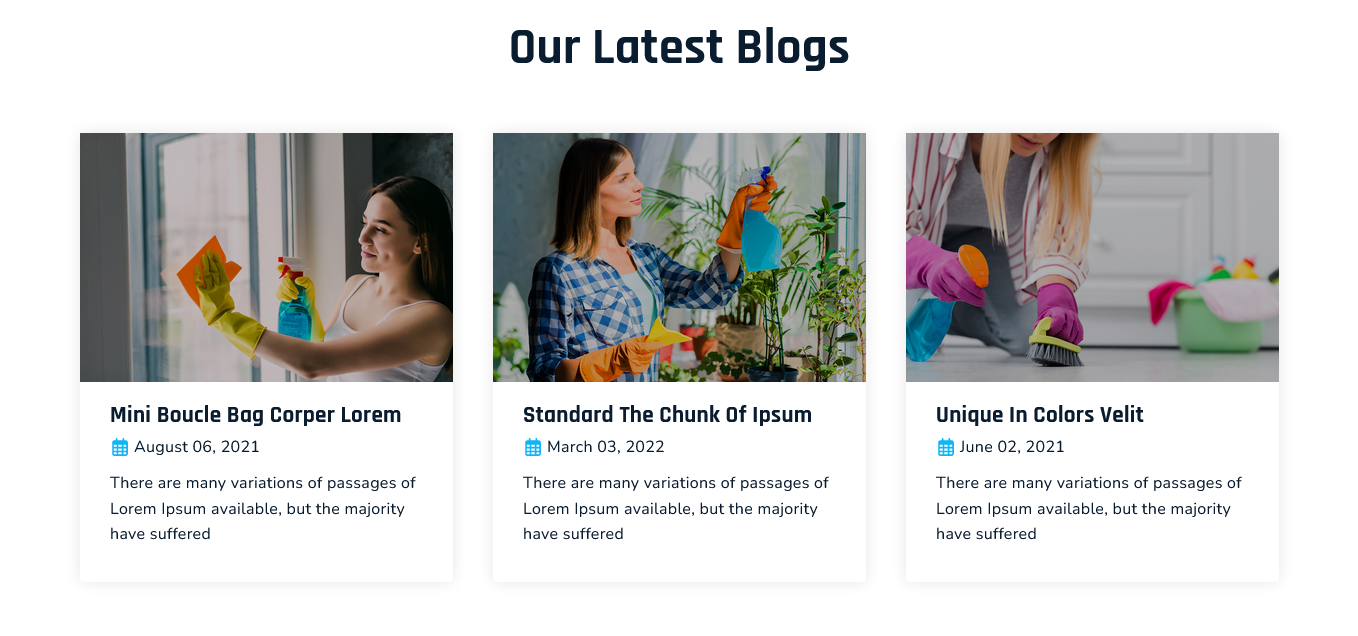 Our Latest Blogs
Mini Boucle Bag Corper Lorem
August 06, 2021
There are many variations of passages of
Lorem Ipsum available, but the majority
have suffered
Standard The Chunk Of Ipsum
March 03, 2022
There are many variations of passages of
Lorem Ipsum available, but the majority
have suffered
Unique In Colors Velit
June 02, 2021
There are many variations of passages of
Lorem Ipsum available, but the majority
have suffered